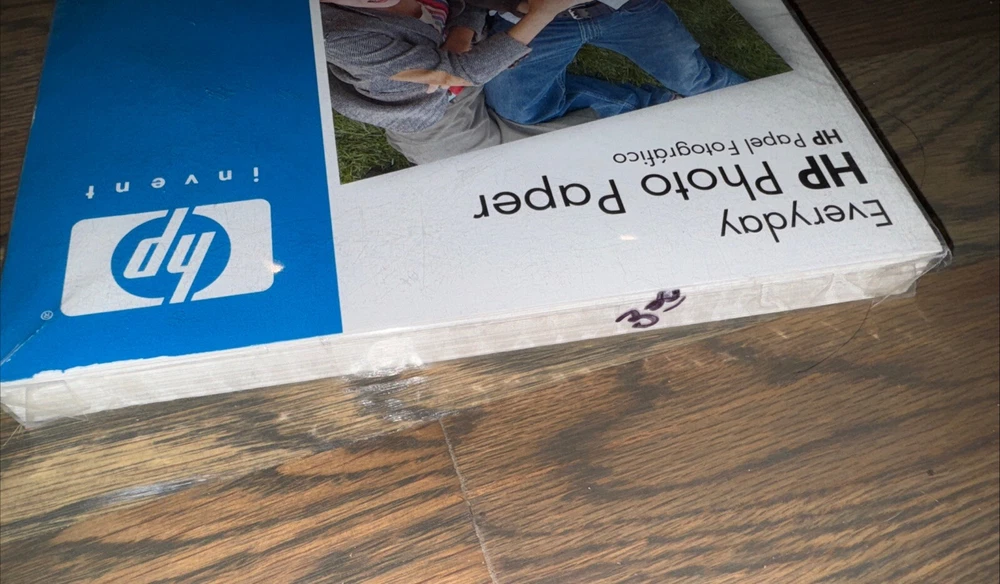 Everyday
HP Photo Paper
HP Papel Fotográfico
hp
®
invent